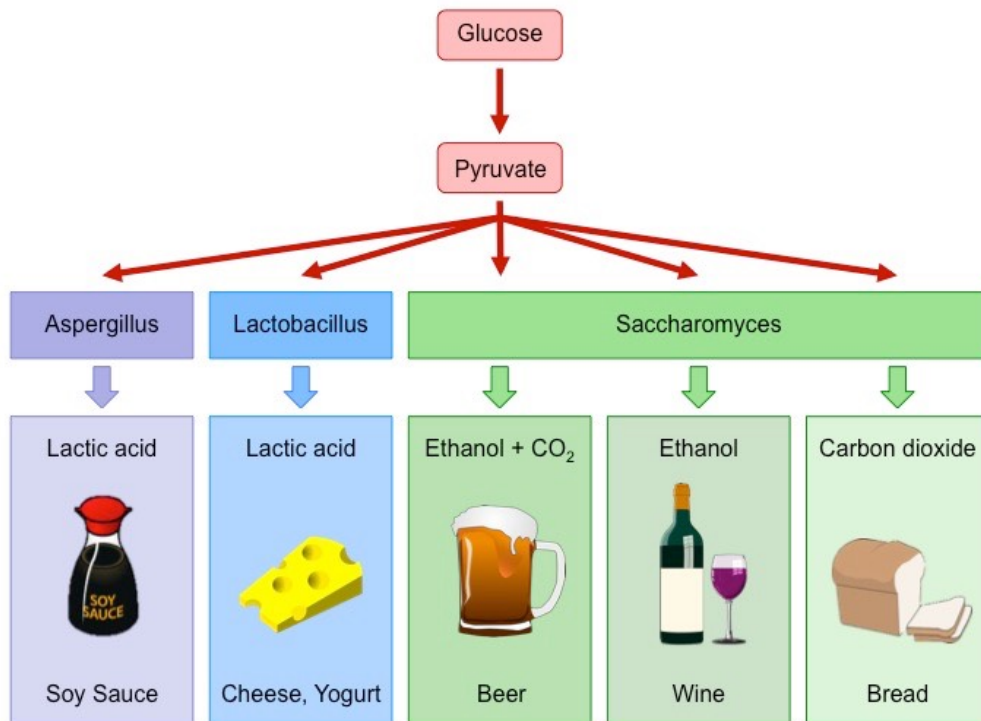 Glucose
Pyruvate
Aspergillus
Lactobacillus
Saccharomyces
Lactic acid
Lactic acid
Ethanol + CO₂
Ethanol
Carbon dioxide
SOY
SAUCE
Soy Sauce
Cheese, Yogurt
Beer
Wine
Bread